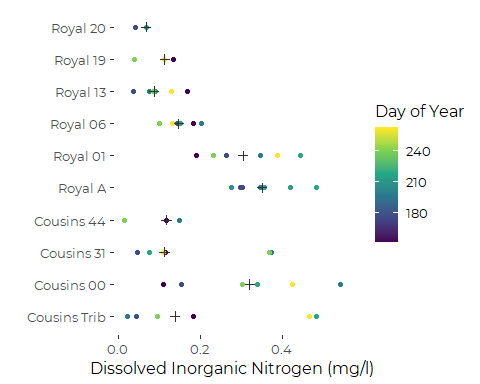 Royal 20
Royal 19
Royal 13
Royal 06
Royal 01
Royal A
Cousins 44
Cousins 31
Cousins 00
Cousins Trib
0.0 0.2 0.4
Dissolved Inorganic Nitrogen (mg/l)
Day of Year
240
210
180